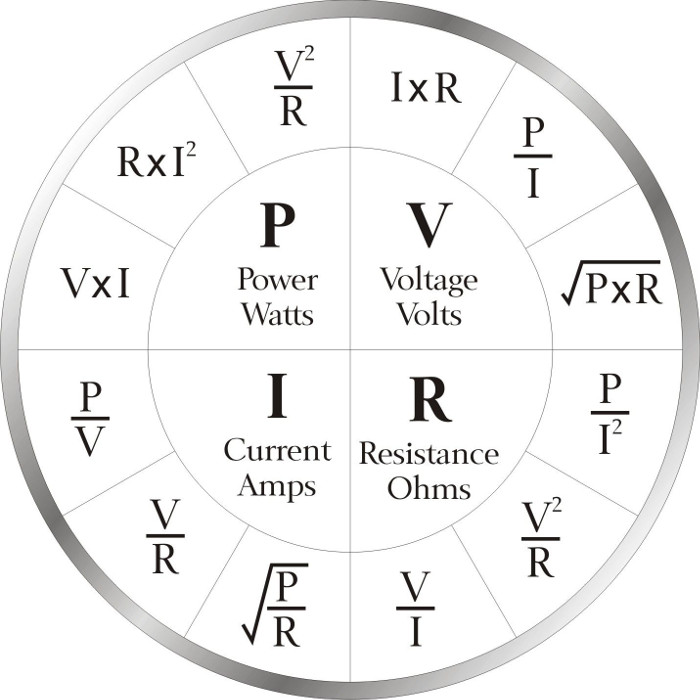 V²
R
I x R
P
I
√P x R
P
I²
V²
R
V
I
√P
R
V
R
P
V
V x I
R x I²
P
Power
Watts
V
Voltage
Volts
I
Current
Amps
R
Resistance
Ohms